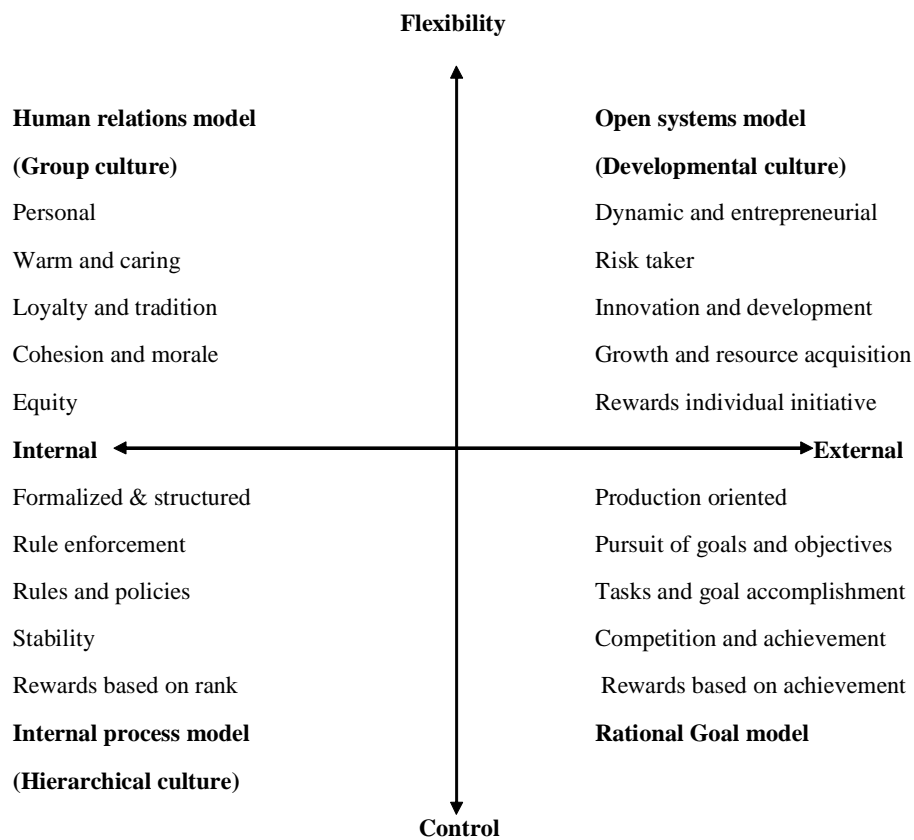 Flexibility
Human relations model
(Group culture)
Personal
Warm and caring
Loyalty and tradition
Cohesion and morale
Equity
Open systems model
(Developmental culture)
Dynamic and entrepreneurial
Risk taker
Innovation and development
Growth and resource acquisition
Rewards individual initiative
Internal
External
Formalized & structured
Rule enforcement
Rules and policies
Stability
Rewards based on rank
Internal process model
(Hierarchical culture)
Production oriented
Pursuit of goals and objectives
Tasks and goal accomplishment
Competition and achievement
Rewards based on achievement
Rational Goal model
Control